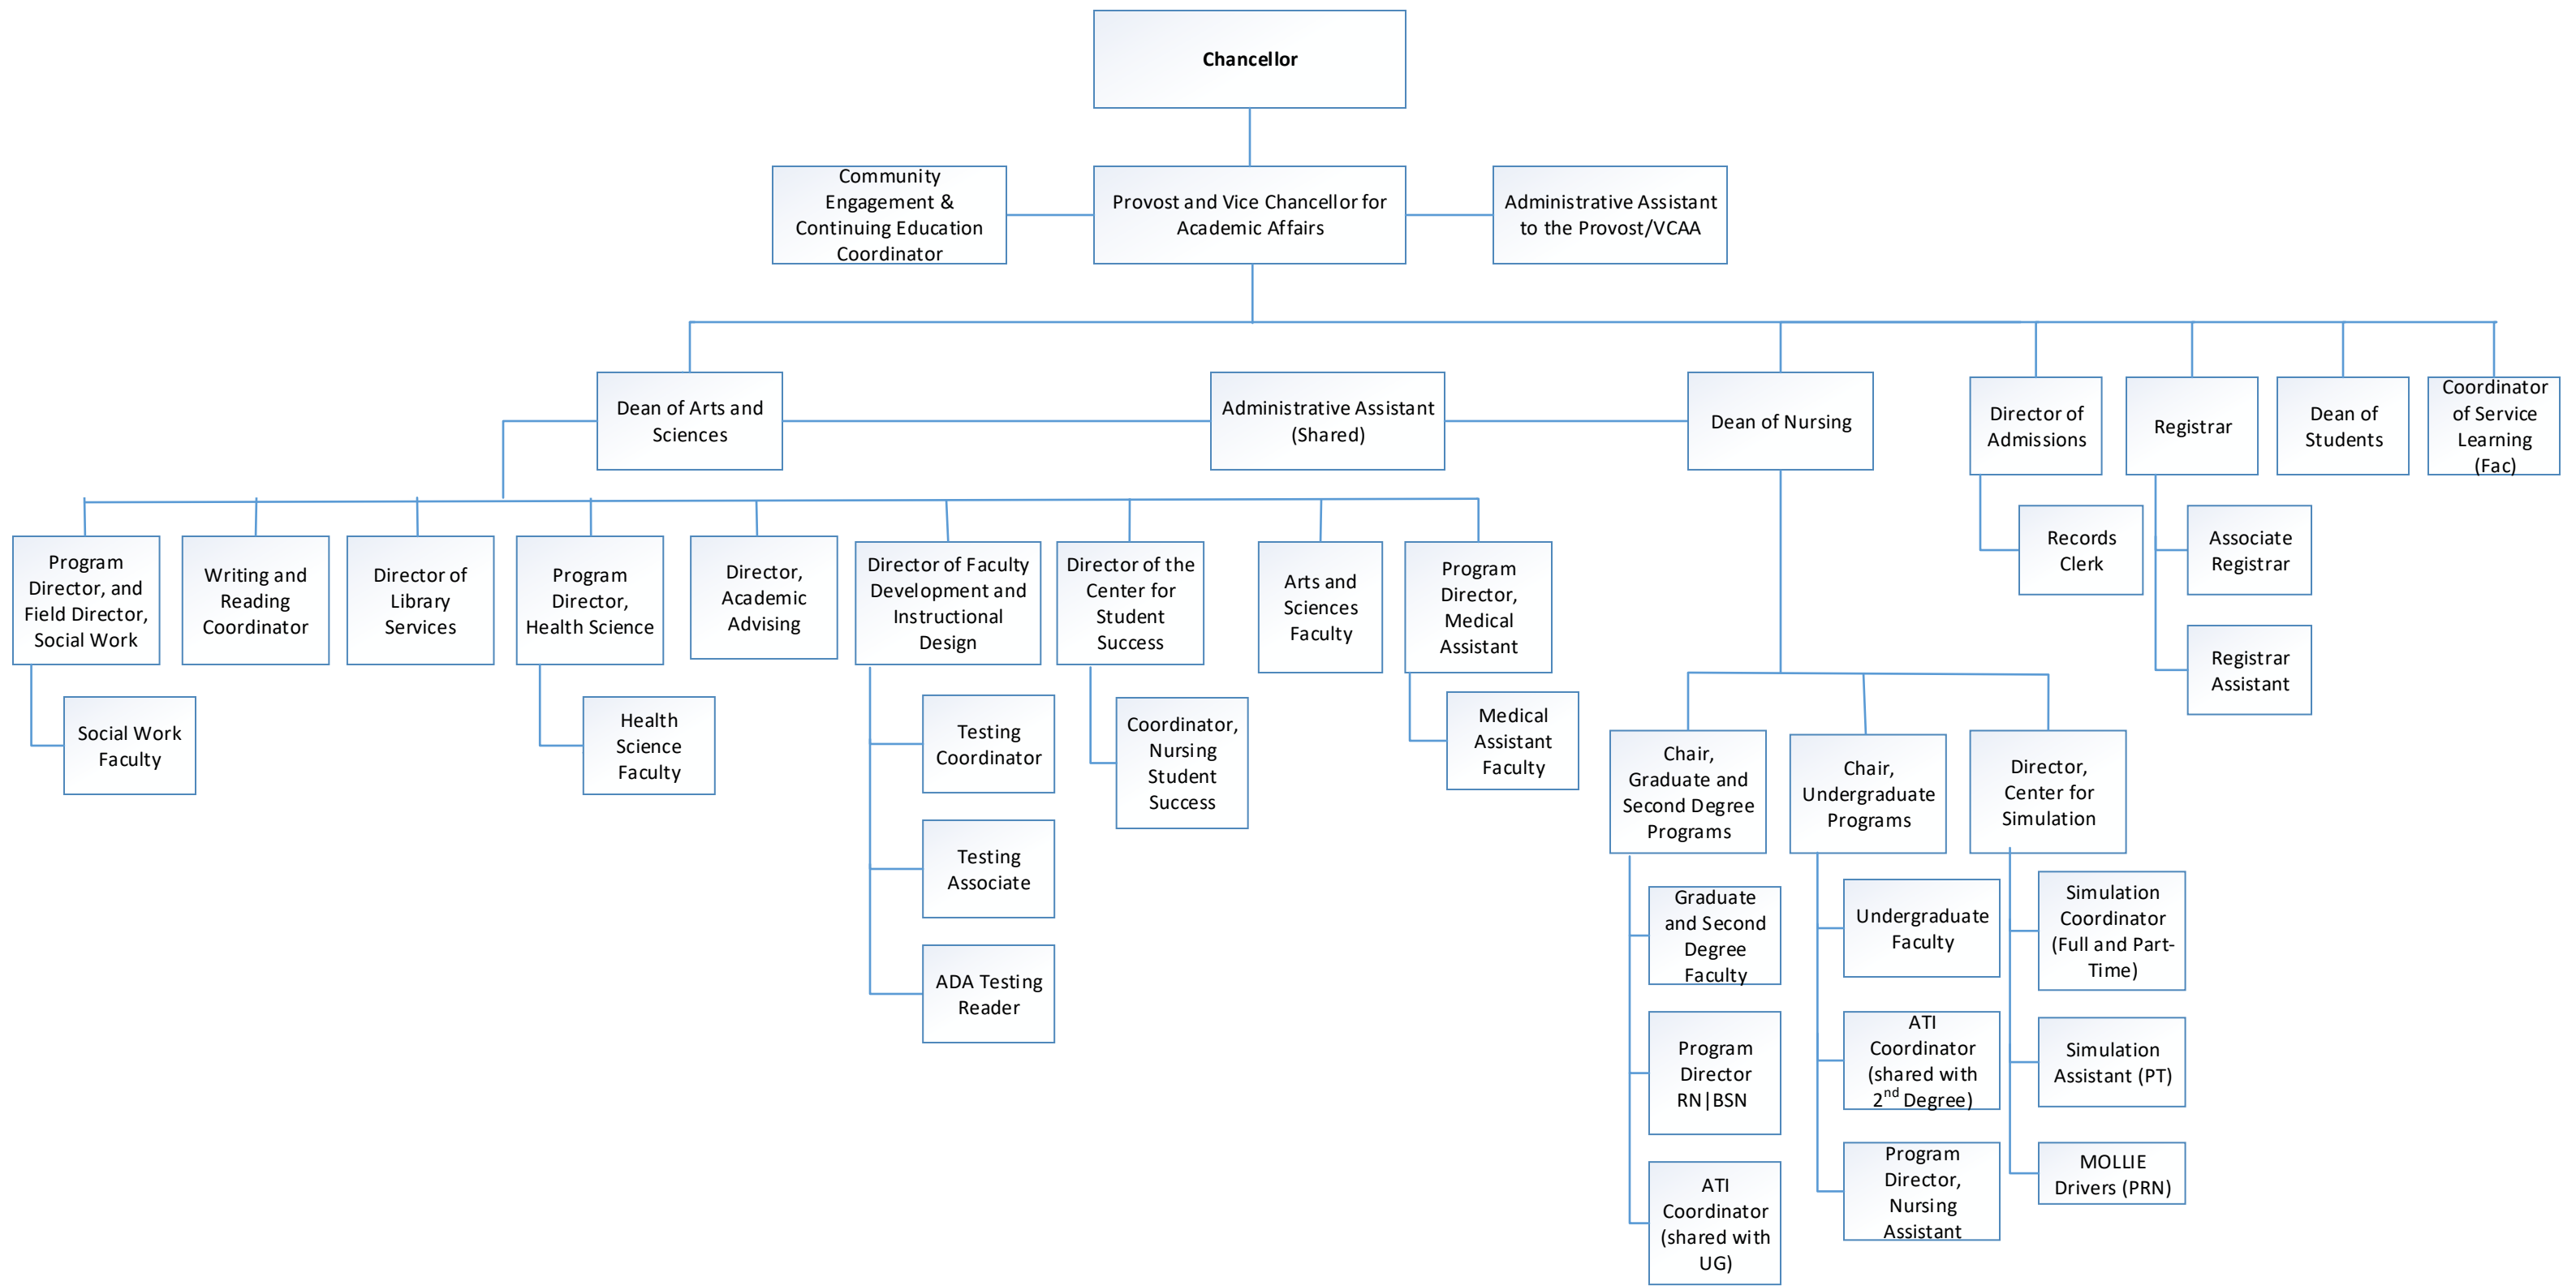 Chancellor
Community
Engagement &
Continuing Education
Coordinator
Provost and Vice Chancellor for
Academic Affairs
Administrative Assistant
to the Provost/VCAA
Dean of Arts and
Sciences
Administrative Assistant
(Shared)
Dean of Nursing
Director of
Admissions
Registrar
Dean of
Students
Coordinator
of Service
Learning
(Fac)
Records
Clerk
Associate
Registrar
Registrar
Assistant
Program
Director, and
Field Director,
Social Work
Writing and
Reading
Coordinator
Director of
Library
Services
Program
Director,
Health Science
Director,
Academic
Advising
Director of Faculty
Development and
Instructional
Design
Director of the
Center for
Student
Success
Arts and
Sciences
Faculty
Program
Director,
Medical
Assistant
Social Work
Faculty
Health
Science
Faculty
Testing
Coordinator
Testing
Associate
ADA Testing
Reader
Coordinator,
Nursing
Student
Success
Medical
Assistant
Faculty
Chair,
Graduate and
Second Degree
Programs
Chair,
Undergraduate
Programs
Director,
Center for
Simulation
Graduate
and Second
Degree
Faculty
Program
Director
RN|BSN
ATI
Coordinator
(shared with
UG)
Undergraduate
Faculty
ATI
Coordinator
(shared with
2nd Degree)
Program
Director,
Nursing
Assistant
Simulation
Coordinator
(Full and Part-
Time)
Simulation
Assistant (PT)
MOLLIE
Drivers (PRN)